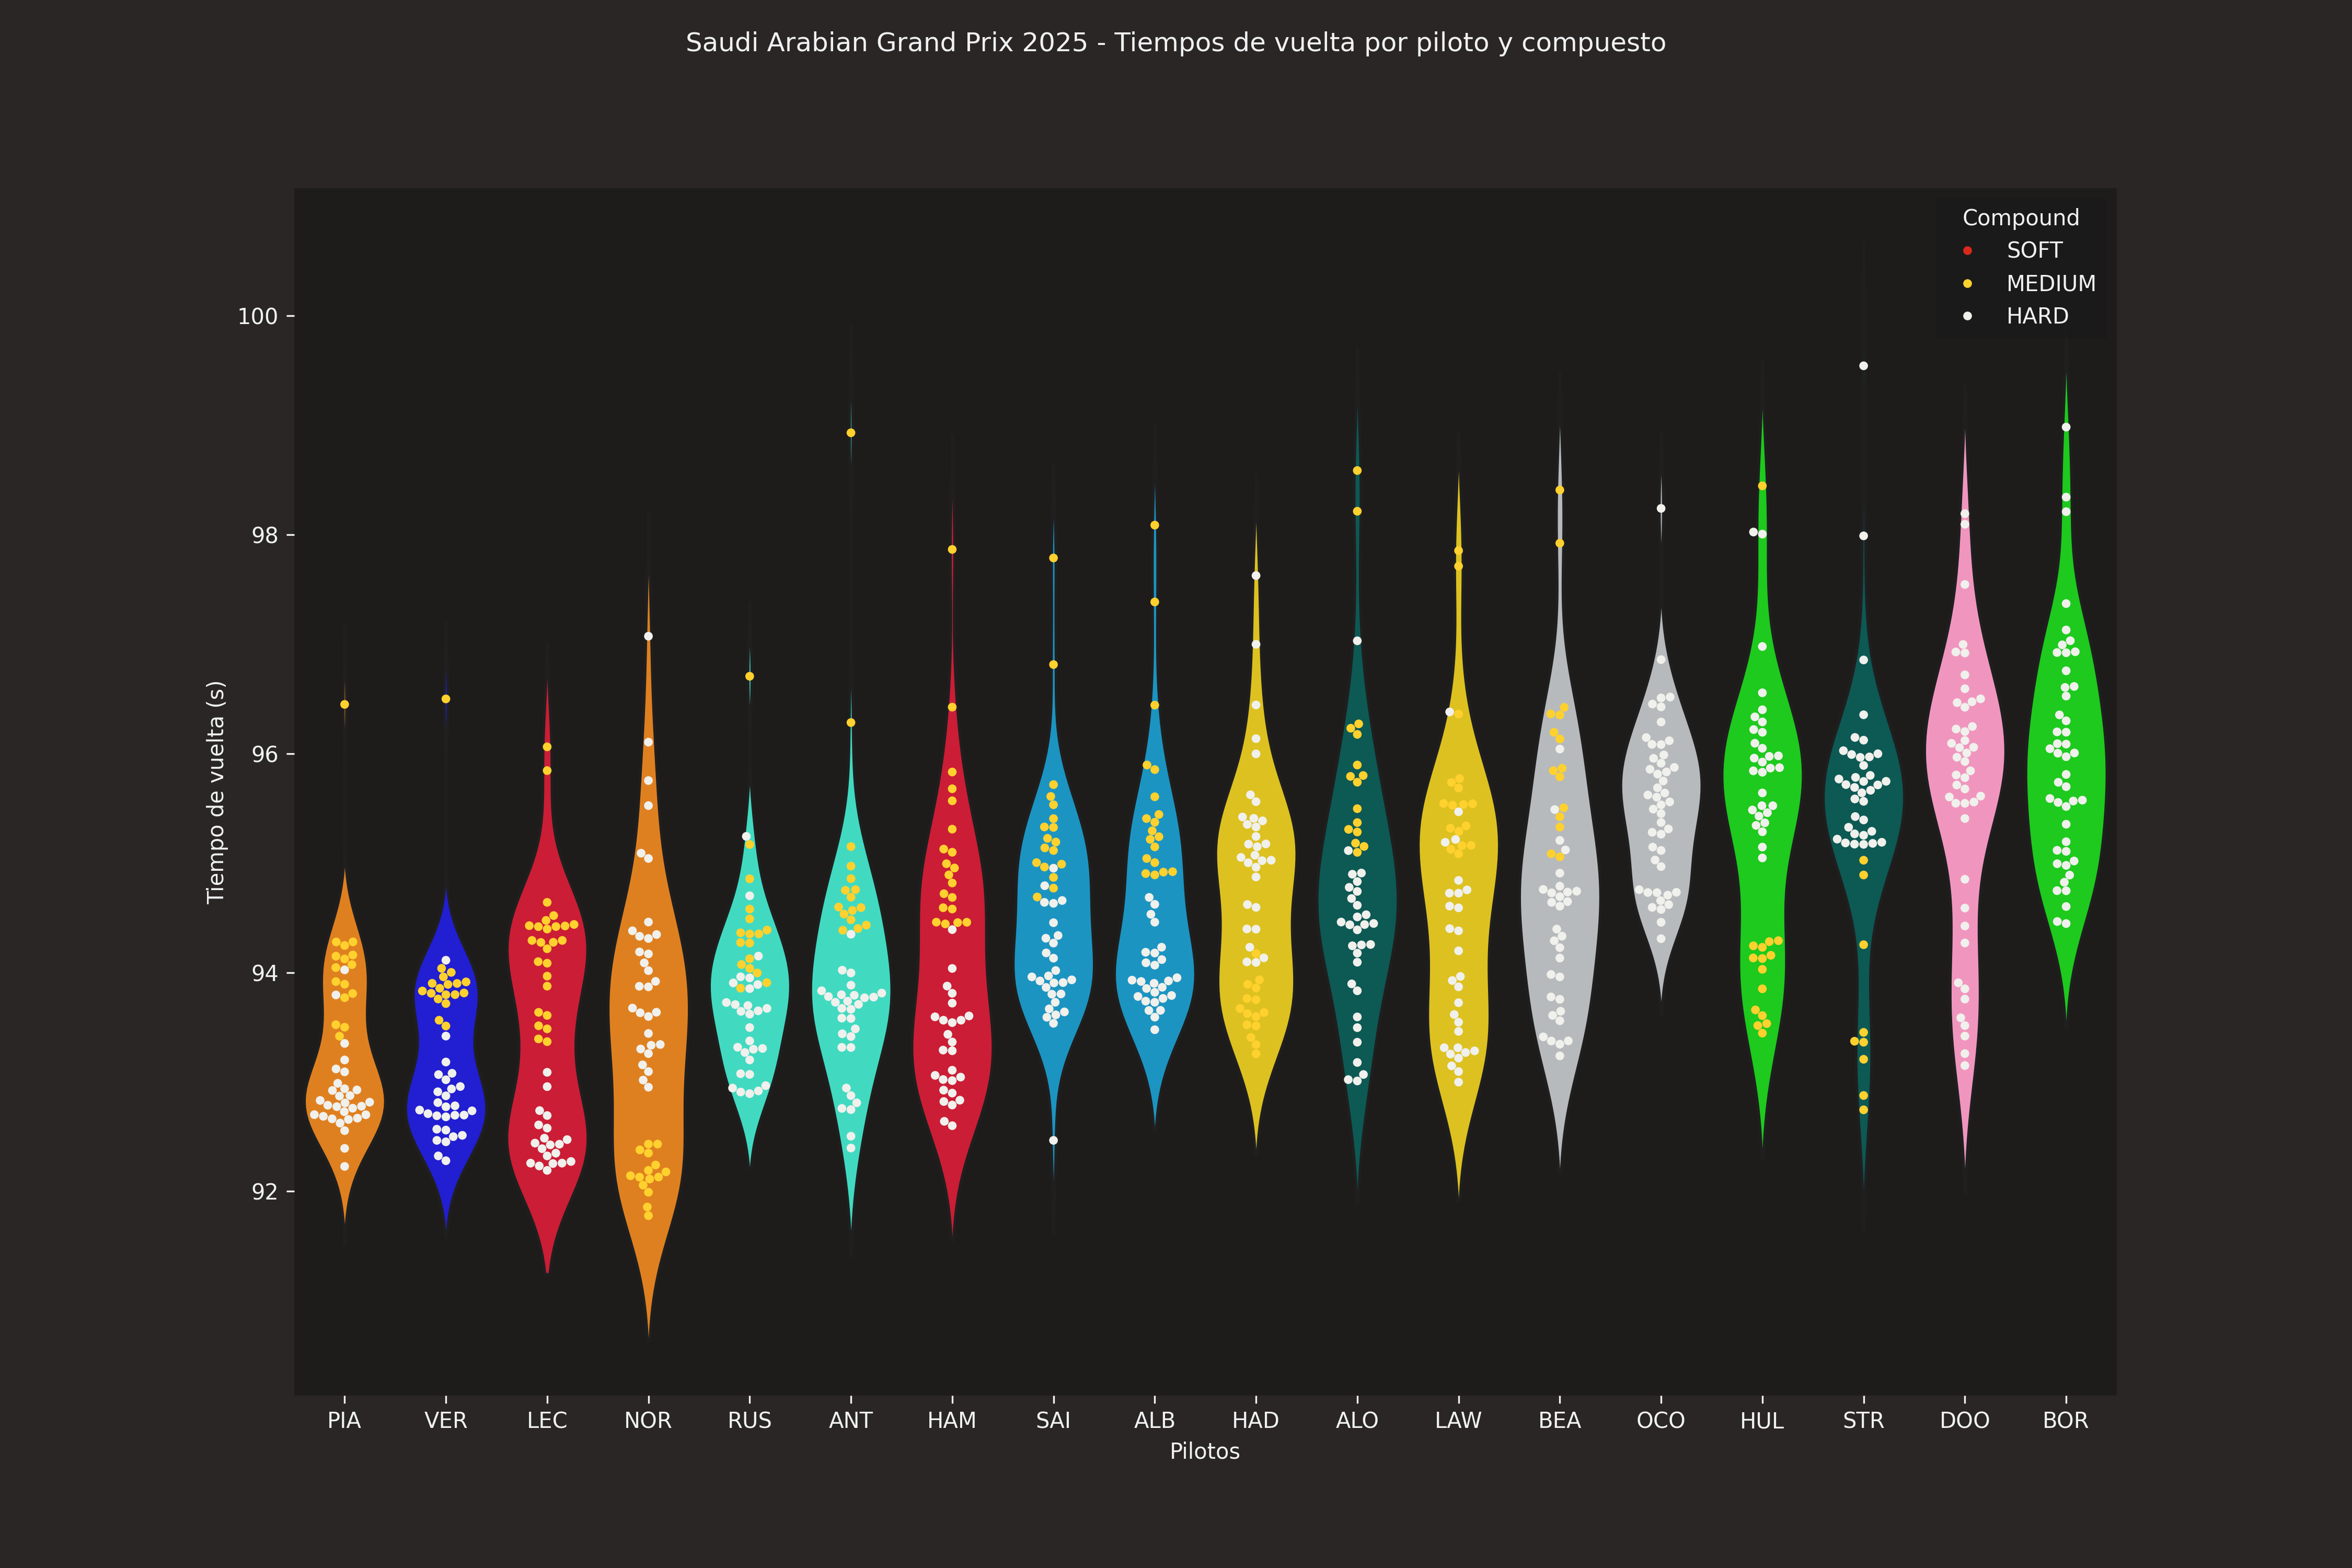 Saudi Arabian Grand Prix 2025 - Tiempos de vuelta por piloto y compuesto
Compound
SOFT
MEDIUM
HARD
100
98
96
94
92
Tiempo de vuelta (s)
PIA VER LEC NOR RUS ANT HAM SAI ALB HAD ALO LAW BEA OCO HUL STR DOO BOR
Pilotos